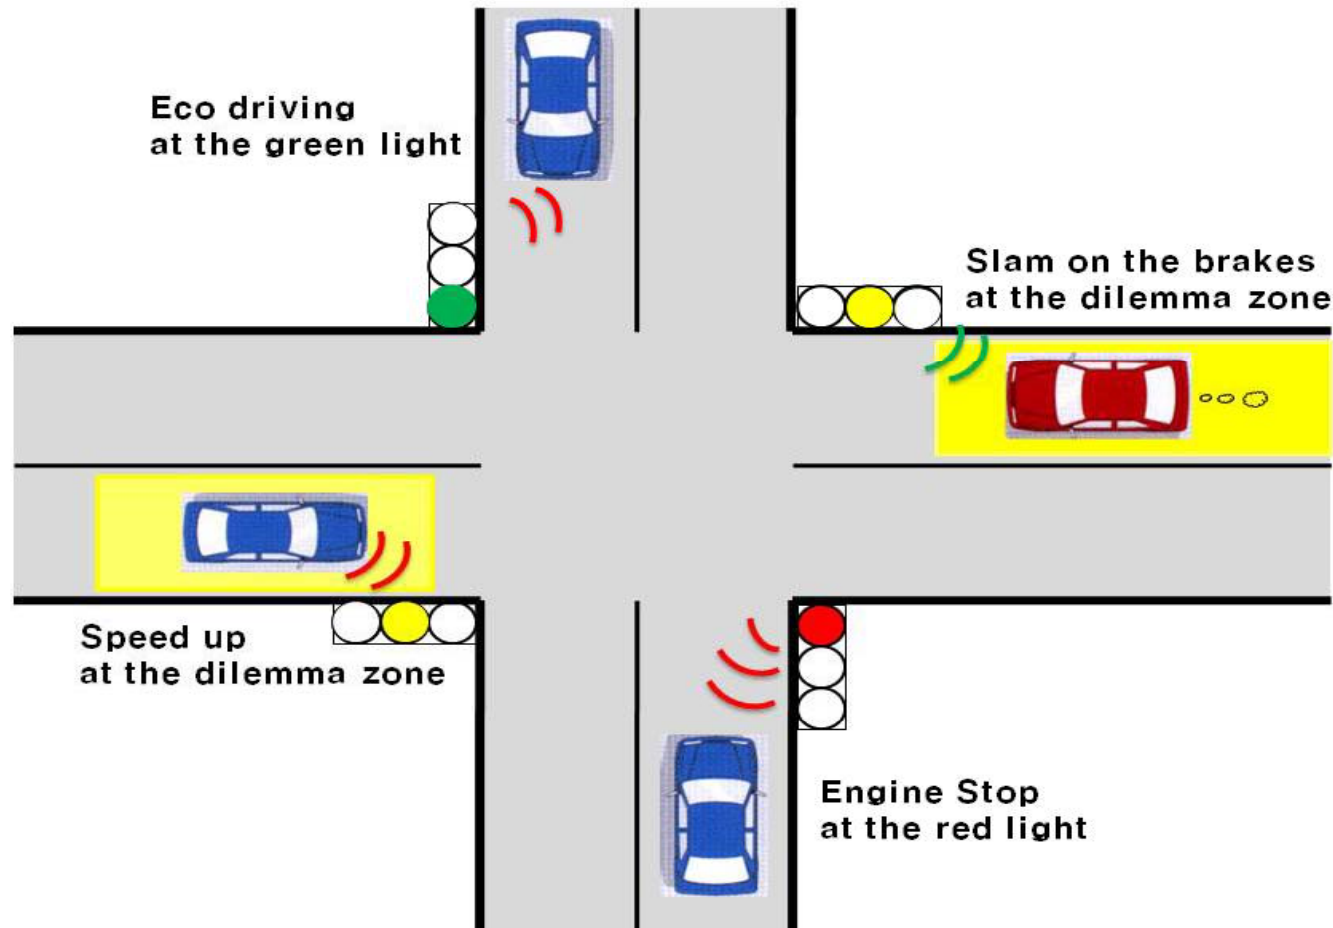 Eco driving
at the green light
Slam on the brakes
at the dilemma zone
Speed up
at the dilemma zone
Engine Stop
at the red light